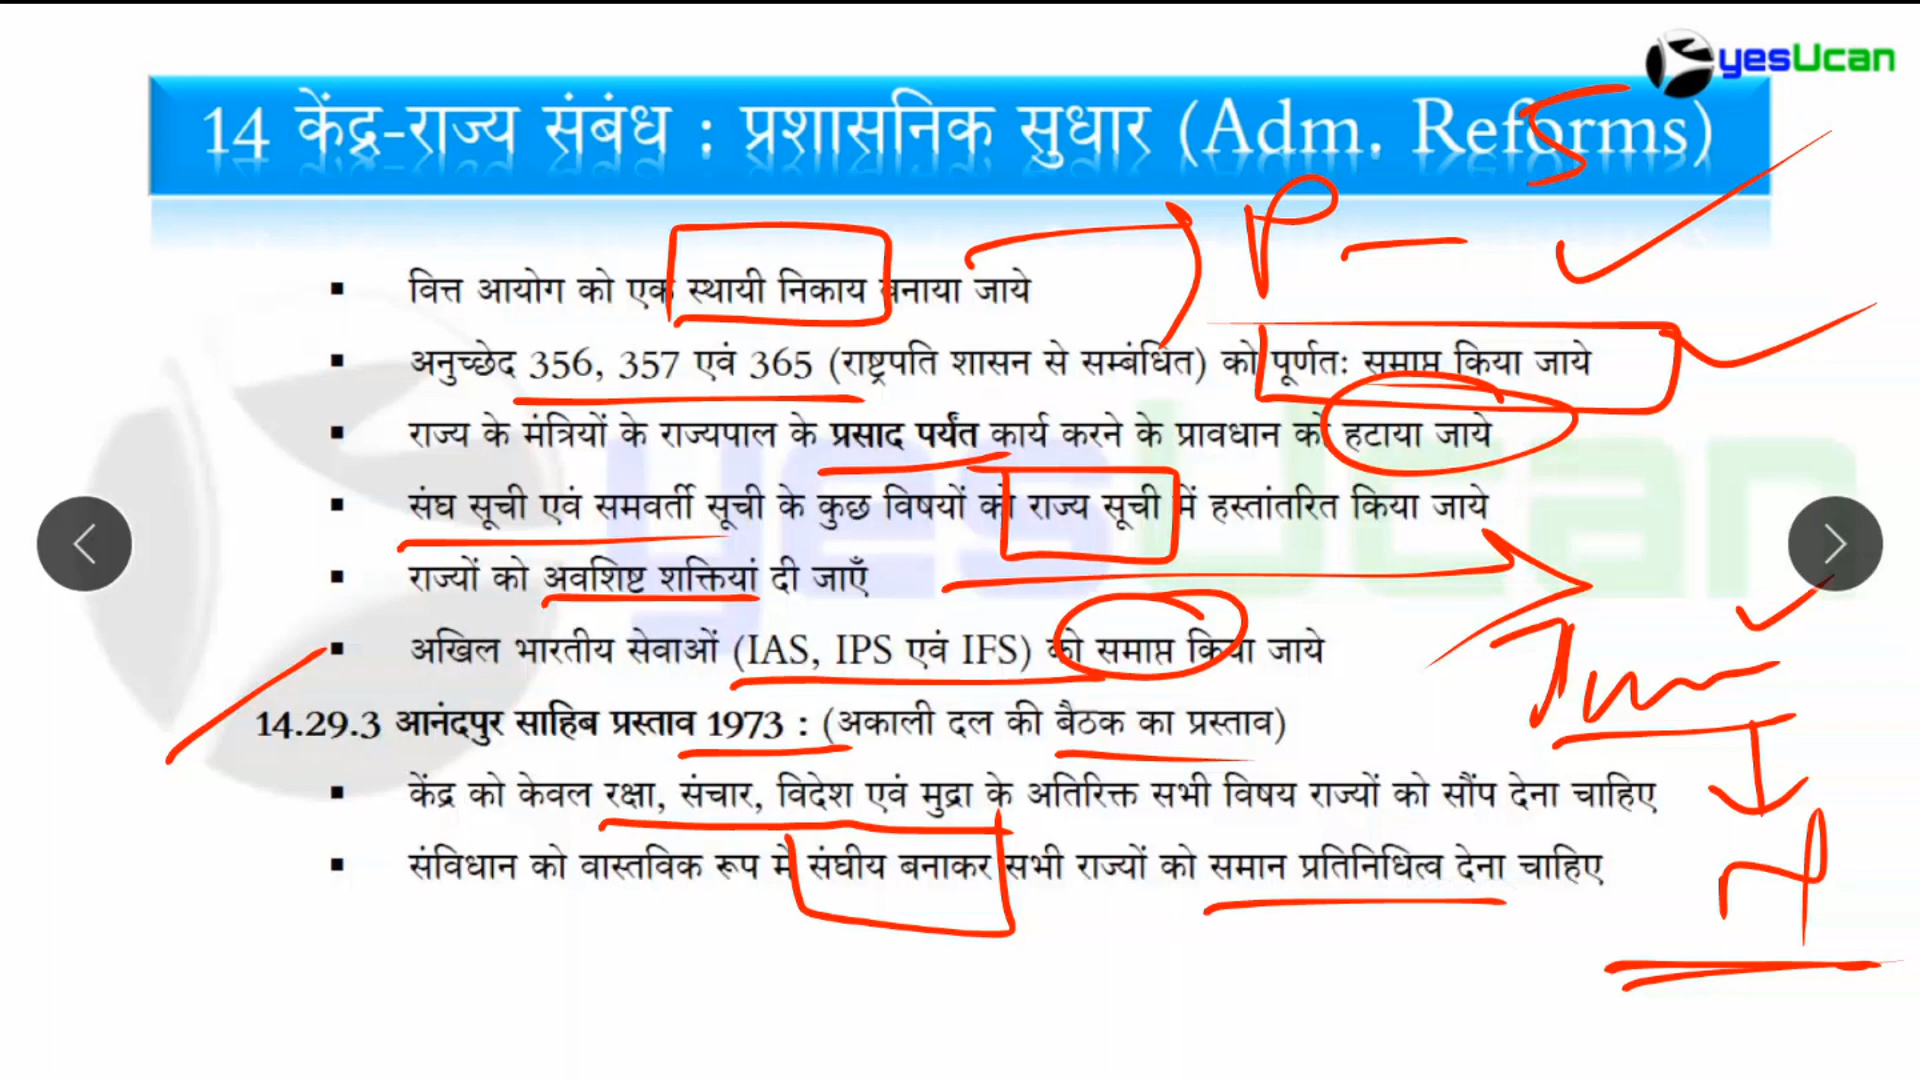 yesUcan
14 केंद्र-राज्य संबंध : प्रशासनिक सुधार (Adm. Reforms)
S
P -
▪ वित्त आयोग को एक स्थायी निकाय बनाया जाये
▪ अनुच्छेद 356, 357 एवं 365 (राष्ट्रपति शासन से सम्बंधित) को पूर्णतः समाप्त किया जाये
▪ राज्य के मंत्रियों के राज्यपाल के प्रसाद पर्यंत कार्य करने के प्रावधान को हटाया जाये
▪ संघ सूची एवं समवर्ती सूची के कुछ विषयों को राज्य सूची में हस्तांतरित किया जाये
▪ राज्यों को अवशिष्ट शक्तियां दी जाएँ
▪ अखिल भारतीय सेवाओं (IAS, IPS एवं IFS) को समाप्त किया जाये
14.29.3 आनंदपुर साहिब प्रस्ताव 1973 : (अकाली दल की बैठक का प्रस्ताव)
▪ केंद्र को केवल रक्षा, संचार, विदेश एवं मुद्रा के अतिरिक्त सभी विषय राज्यों को सौंप देना चाहिए
▪ संविधान को वास्तविक रूप में संघीय बनाकर सभी राज्यों को समान प्रतिनिधित्व देना चाहिए
yesUcan